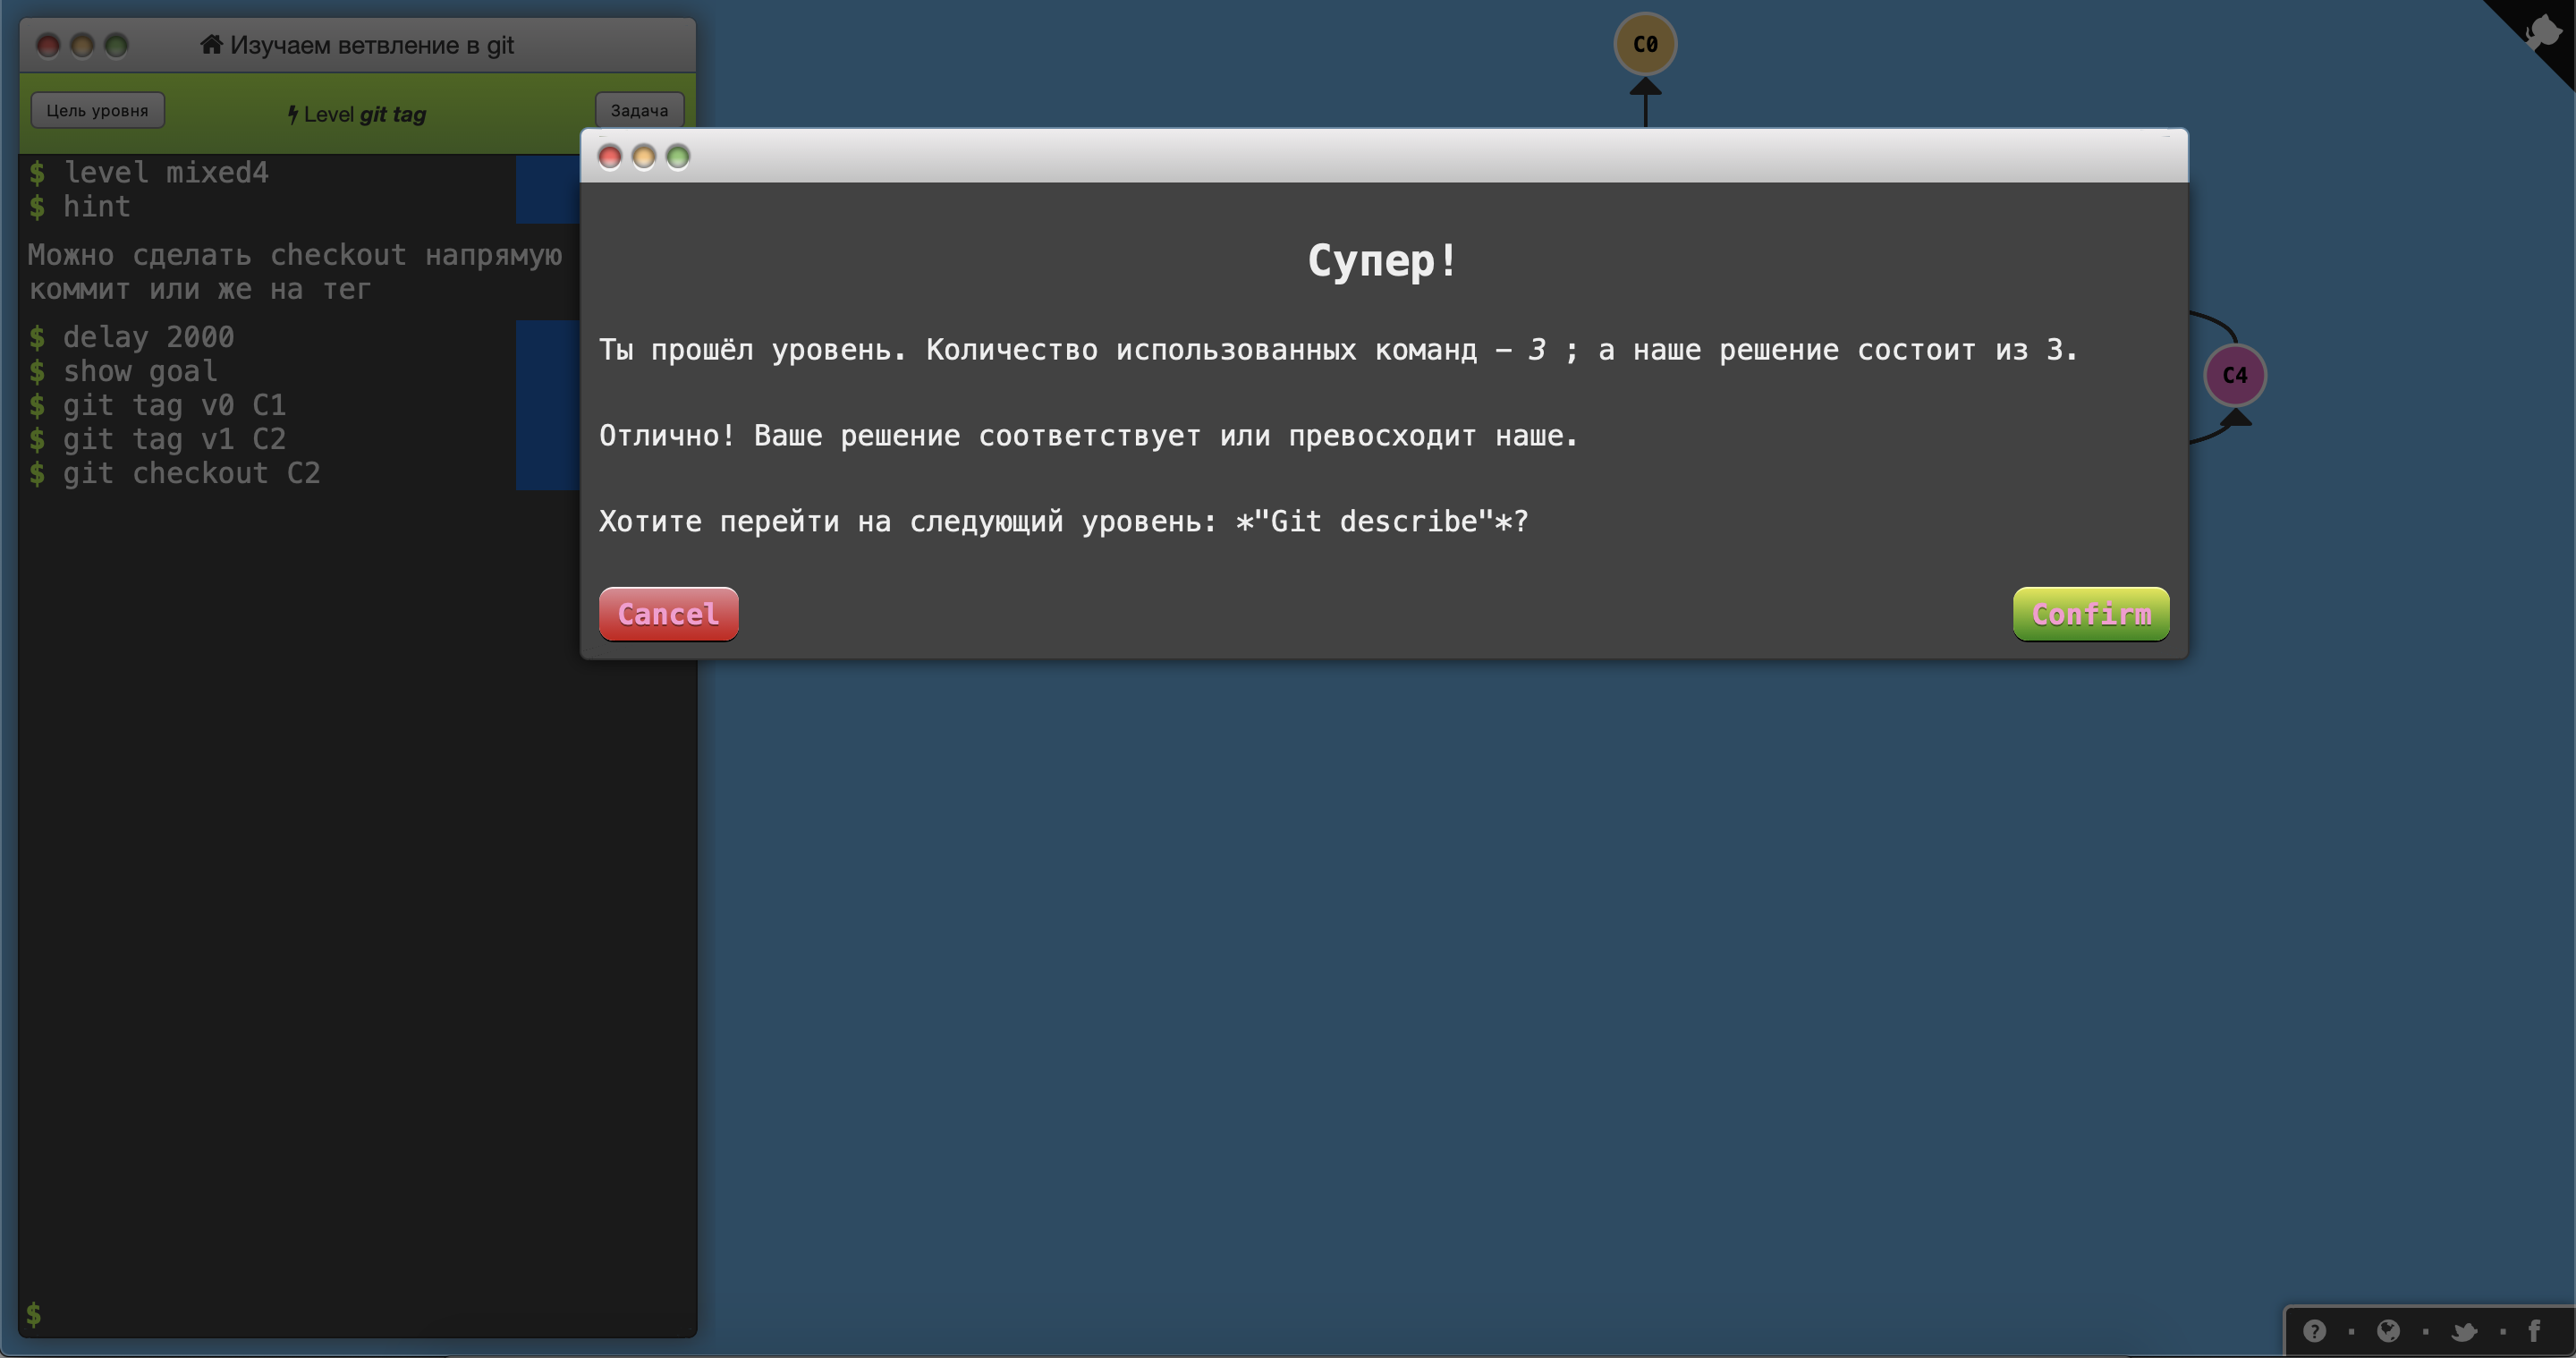 Изучаем ветвление в git
Цель уровня
Level git tag
Задача
$ level mixed4
$ hint
Можно сделать checkout напрямую
коммит или же на тег
$ delay 2000
$ show goal
$ git tag v0 C1
$ git tag v1 C2
$ git checkout C2
$
C0
C4
Супер!
Ты прошёл уровень. Количество использованных команд – 3 ; а наше решение состоит из 3.
Отлично! Ваше решение соответствует или превосходит наше.
Хотите перейти на следующий уровень: *"Git describe"*?
Cancel
Confirm